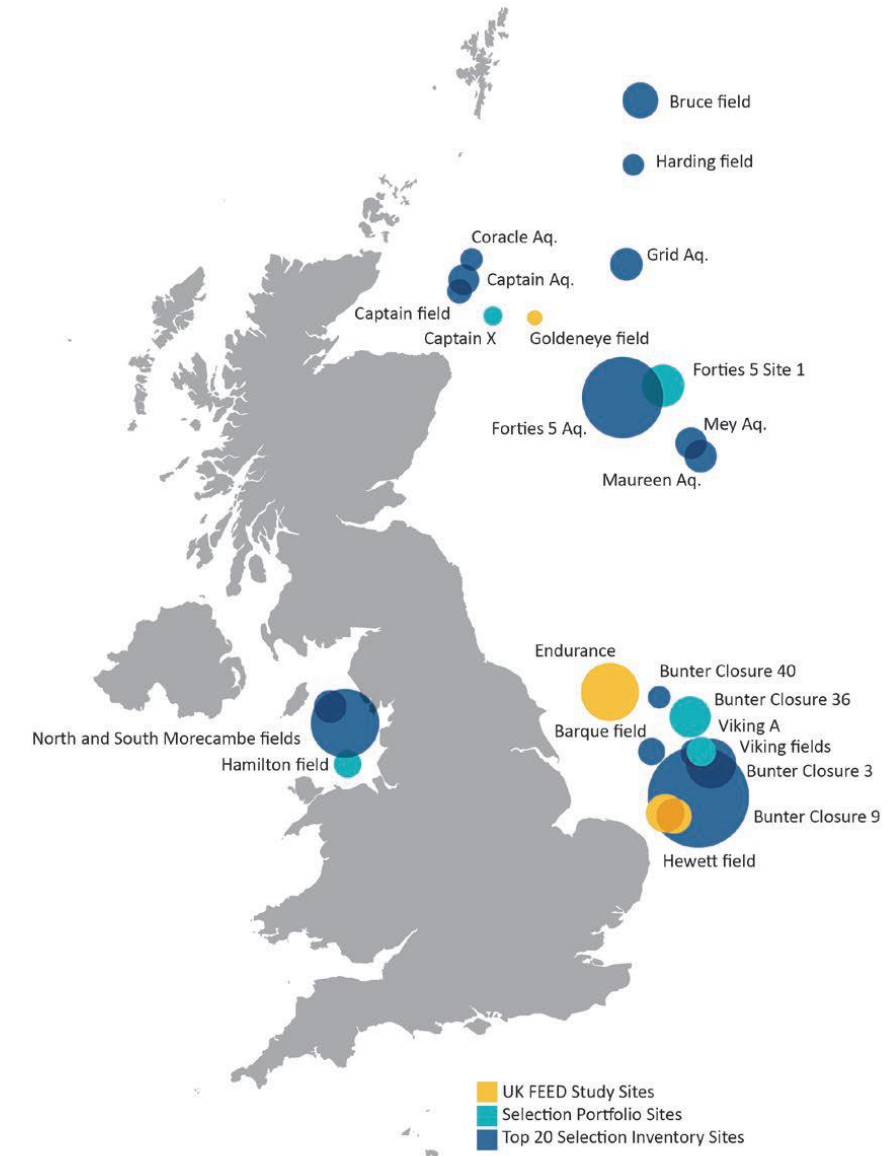 Bruce field
Harding field
Coracle Aq.
Grid Aq.
Captain Aq.
Captain field
Captain X
Goldeneye field
Forties 5 Site 1
Forties 5 Aq.
Mey Aq.
Maureen Aq.
Endurance
Bunter Closure 40
Bunter Closure 36
Viking A
Barque field
Viking fields
North and South Morecambe fields
Hamilton field
Bunter Closure 3
Bunter Closure 9
Hewett field
UK FEED Study Sites
Selection Portfolio Sites
Top 20 Selection Inventory Sites